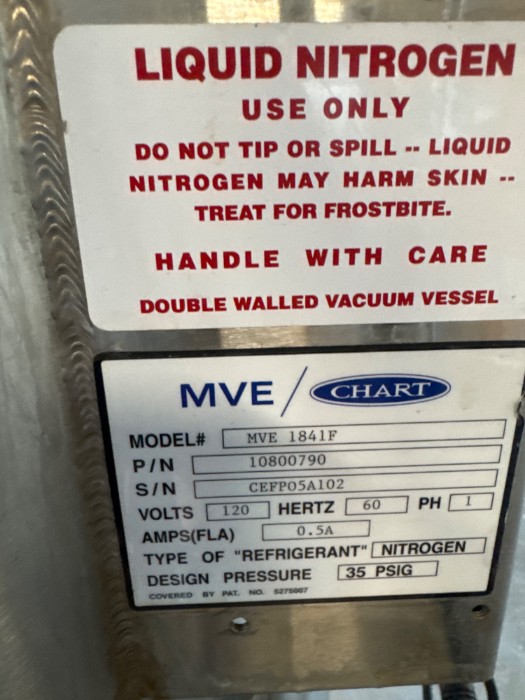 LIQUID NITROGEN
USE ONLY
DO NOT TIP OR SPILL -- LIQUID
NITROGEN MAY HARM SKIN --
TREAT FOR FROSTBITE.
HANDLE WITH CARE
DOUBLE WALLED VACUUM VESSEL
MVE / CHART
MODEL# MVE 1841F
P/N 10800790
S/N CEFP05A102
VOLTS 120 HERTZ 60 PH 1
AMPS(FLA) 0.5A
TYPE OF "REFRIGERANT" NITROGEN
DESIGN PRESSURE 35 PSIG
COVERED BY PAT. NO. 5275007